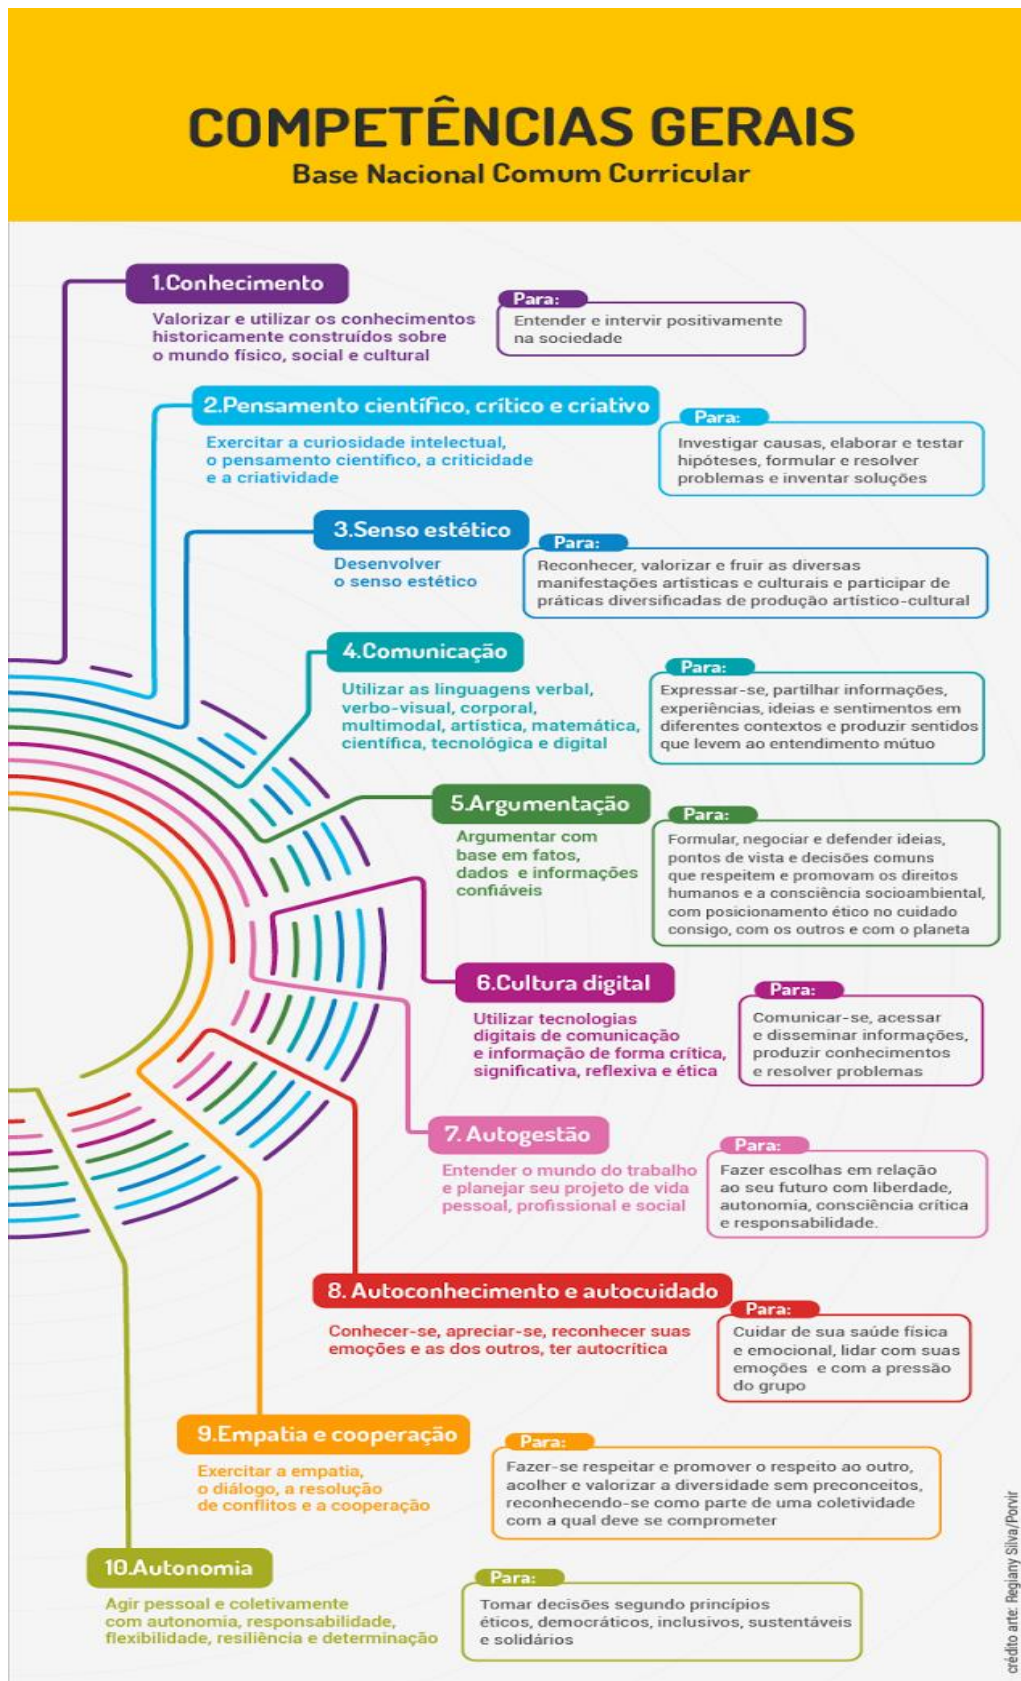 COMPETÊNCIAS GERAIS
Base Nacional Comum Curricular
1.Conhecimento
Valorizar e utilizar os conhecimentos
historicamente construídos sobre
o mundo físico, social e cultural
Para:
Entender e intervir positivamente
na sociedade
2.Pensamento científico, crítico e criativo
Exercitar a curiosidade intelectual,
o pensamento científico, a criticidade
e a criatividade
Para:
Investigar causas, elaborar e testar
hipóteses, formular e resolver
problemas e inventar soluções
3.Senso estético
Desenvolver
o senso estético
Para:
Reconhecer, valorizar e fruir as diversas
manifestações artísticas e culturais e participar de
práticas diversificadas de produção artístico-cultural
4.Comunicação
Utilizar as linguagens verbal,
verbo-visual, corporal,
multimodal, artística, matemática,
científica, tecnológica e digital
Para:
Expressar-se, partilhar informações,
experiências, ideias e sentimentos em
diferentes contextos e produzir sentidos
que levem ao entendimento mútuo
5.Argumentação
Argumentar com
base em fatos,
dados e informações
confiáveis
Para:
Formular, negociar e defender ideias,
pontos de vista e decisões comuns
que respeitem e promovam os direitos
humanos e a consciência socioambiental,
com posicionamento ético no cuidado
consigo, com os outros e com o planeta
6.Cultura digital
Utilizar tecnologias
digitais de comunicação
e informação de forma crítica,
significativa, reflexiva e ética
Para:
Comunicar-se, acessar
e disseminar informações,
produzir conhecimentos
e resolver problemas
7. Autogestão
Entender o mundo do trabalho
e planejar seu projeto de vida
pessoal, profissional e social
Para:
Fazer escolhas em relação
ao seu futuro com liberdade,
autonomia, consciência crítica
e responsabilidade.
8. Autoconhecimento e autocuidado
Conhecer-se, apreciar-se, reconhecer suas
emoções e as dos outros, ter autocrítica
Para:
Cuidar de sua saúde física
e emocional, lidar com suas
emoções e com a pressão
do grupo
9.Empatia e cooperação
Exercitar a empatia,
o diálogo, a resolução
de conflitos e a cooperação
Para:
Fazer-se respeitar e promover o respeito ao outro,
acolher e valorizar a diversidade sem preconceitos,
reconhecendo-se como parte de uma coletividade
com a qual deve se comprometer
10.Autonomia
Agir pessoal e coletivamente
com autonomia, responsabilidade,
flexibilidade, resiliência e determinação
Para:
Tomar decisões segundo princípios
éticos, democráticos, inclusivos, sustentáveis
e solidários
crédito arte: Regiany Silva/Porvir